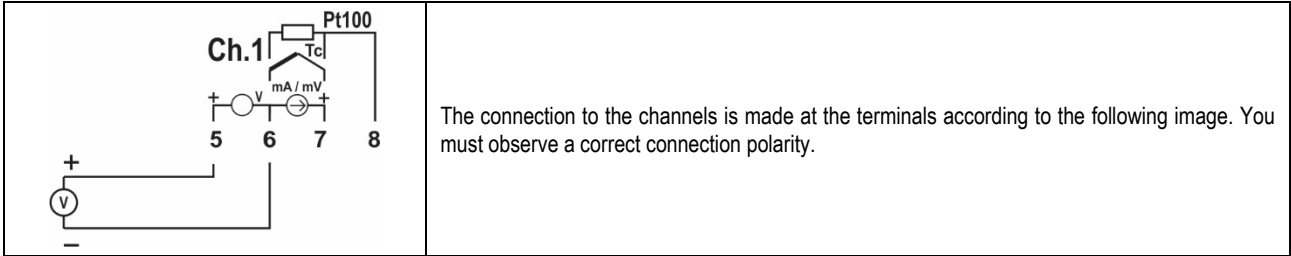 Pt100
Ch.1
Tc
mA / mV
+ V +
5 6 7 8
+
V
–
The connection to the channels is made at the terminals according to the following image. You
must observe a correct connection polarity.